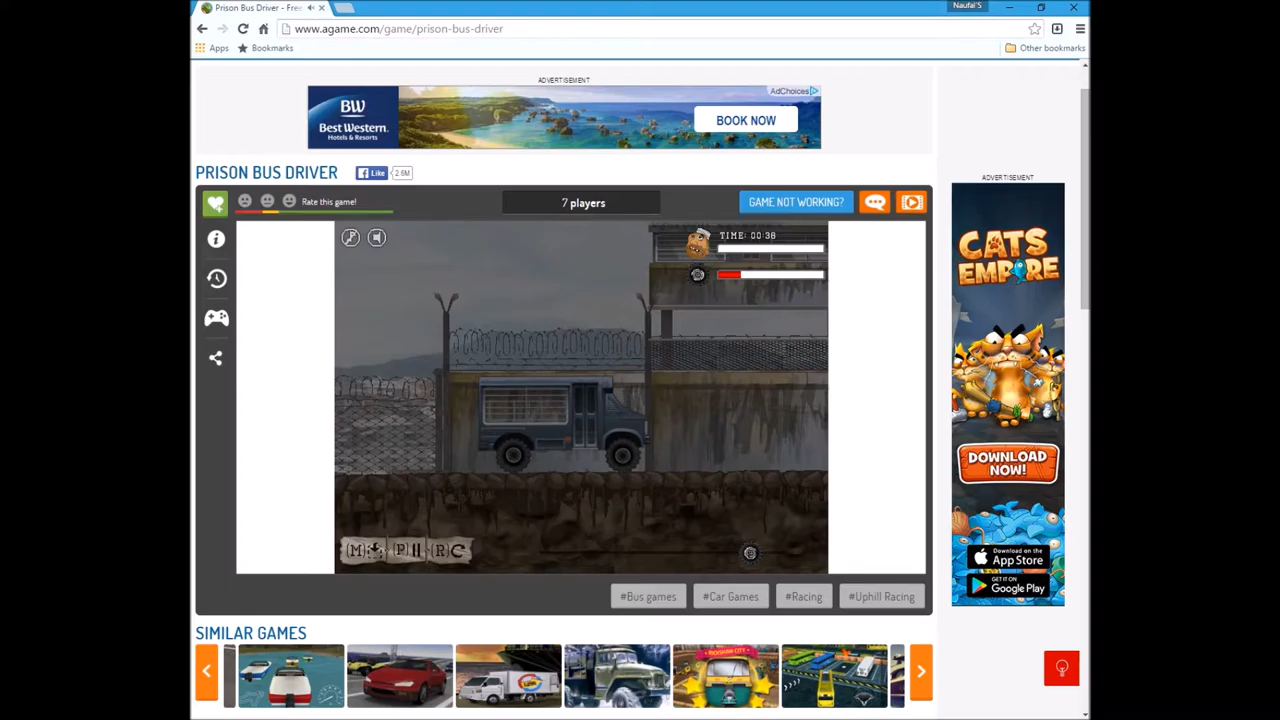 Prison Bus Driver - Free
Naufal'S
www.agame.com/game/prison-bus-driver
Apps Bookmarks Other bookmarks
ADVERTISEMENT
AdChoices
BW
Best Western
Hotels & Resorts
BOOK NOW
PRISON BUS DRIVER Like 2.6M
ADVERTISEMENT
Rate this game! 7 players GAME NOT WORKING?
TIME: 00:38
CATS
EMPIRE
DOWNLOAD
NOW!
(M) (P) (R)
Download on the
App Store
GET IT ON
Google Play
#Bus games #Car Games #Racing #Uphill Racing
SIMILAR GAMES
RICKSHAW CITY